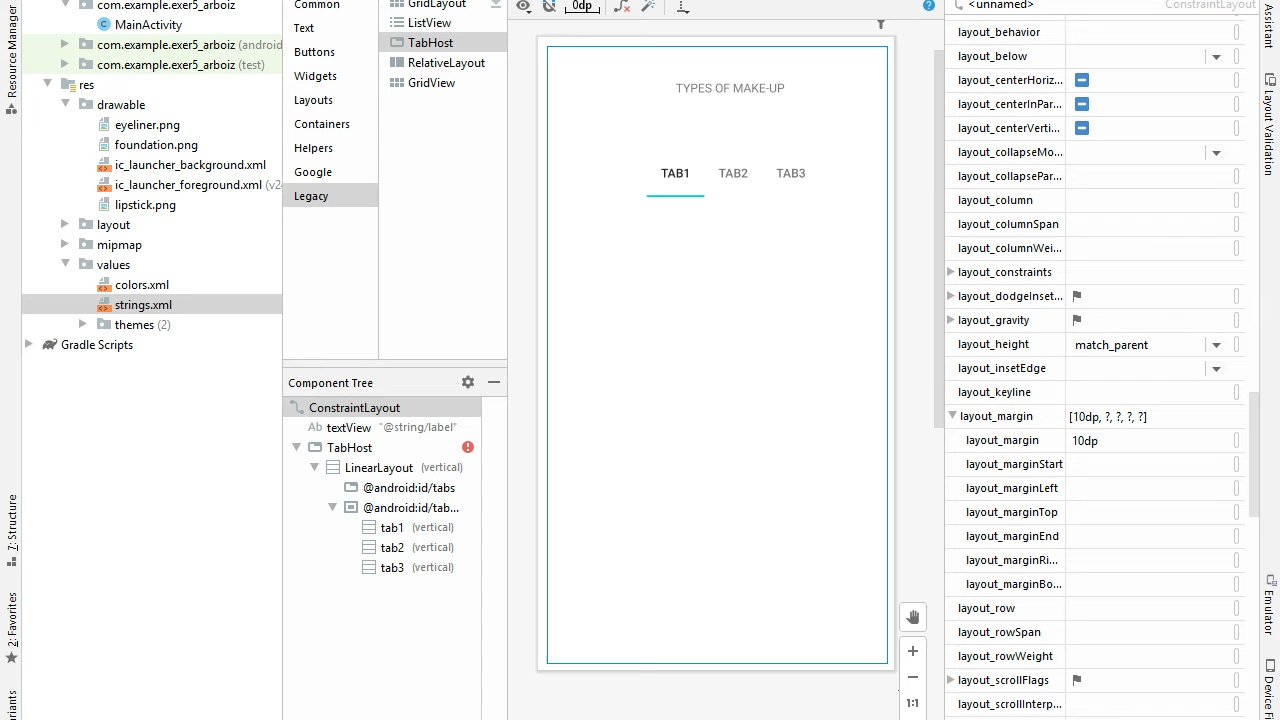 Resource Manager
7: Structure
2: Favorites
com.example.exer5_arboiz
MainActivity
com.example.exer5_arboiz (android
com.example.exer5_arboiz (test)
res
drawable
eyeliner.png
foundation.png
ic_launcher_background.xml
ic_launcher_foreground.xml (v2
lipstick.png
layout
mipmap
values
colors.xml
strings.xml
themes (2)
Gradle Scripts
Common
Text
Buttons
Widgets
Layouts
Containers
Helpers
Google
Legacy
GridLayout
ListView
TabHost
RelativeLayout
GridView
Component Tree
ConstraintLayout
Ab textView "@string/label"
TabHost
LinearLayout (vertical)
@android:id/tabs
@android:id/tab...
tab1 (vertical)
tab2 (vertical)
tab3 (vertical)
0dp
TYPES OF MAKE-UP
TAB1 TAB2 TAB3
1:1
<unnamed> ConstraintLayout
layout_behavior
layout_below
layout_centerHoriz...
layout_centerInPar...
layout_centerVerti...
layout_collapseMo...
layout_collapsePar...
layout_column
layout_columnSpan
layout_columnWei...
layout_constraints
layout_dodgeInset...
layout_gravity
layout_height match_parent
layout_insetEdge
layout_keyline
layout_margin [10dp, ?, ?, ?, ?]
layout_margin 10dp
layout_marginStart
layout_marginLeft
layout_marginTop
layout_marginEnd
layout_marginRi...
layout_marginBo...
layout_row
layout_rowSpan
layout_rowWeight
layout_scrollFlags
layout_scrollInterp...
Assistant
Layout Validation
Emulator